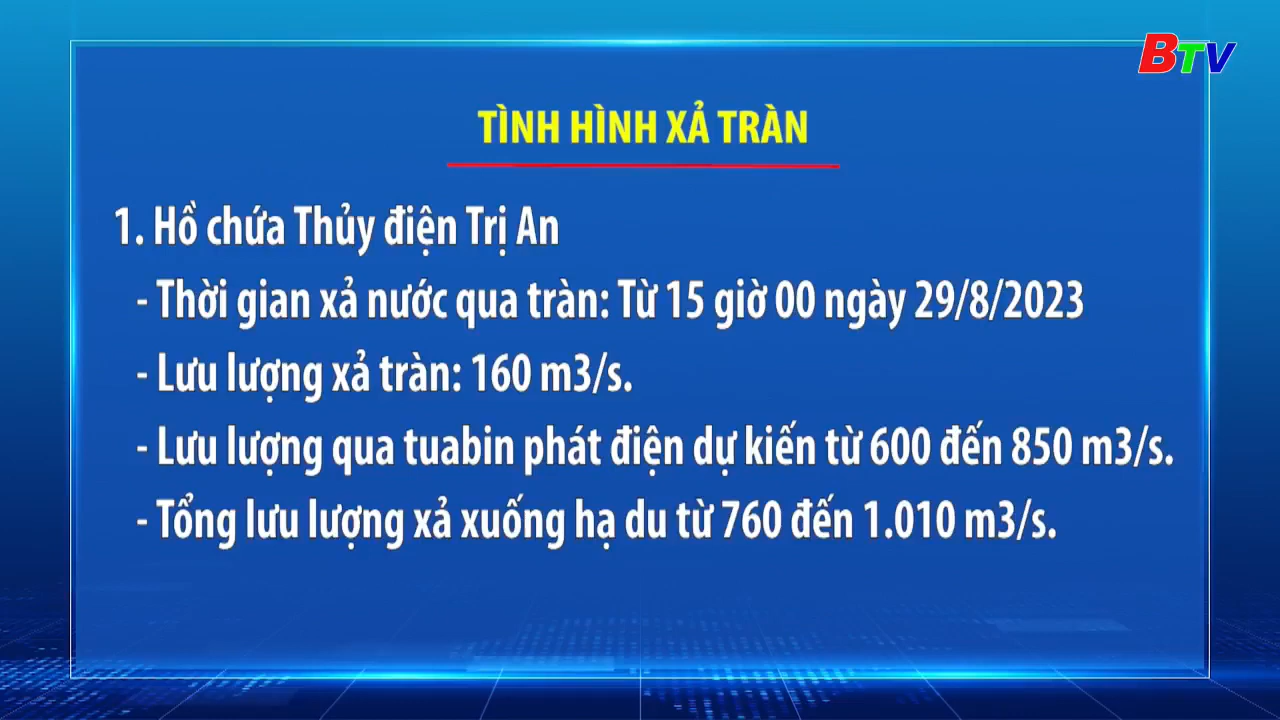 BTV
TÌNH HÌNH XẢ TRÀN
1. Hồ chứa Thủy điện Trị An
- Thời gian xả nước qua tràn: Từ 15 giờ 00 ngày 29/8/2023
- Lưu lượng xả tràn: 160 m3/s.
- Lưu lượng qua tuabin phát điện dự kiến từ 600 đến 850 m3/s.
- Tổng lưu lượng xả xuống hạ du từ 760 đến 1.010 m3/s.